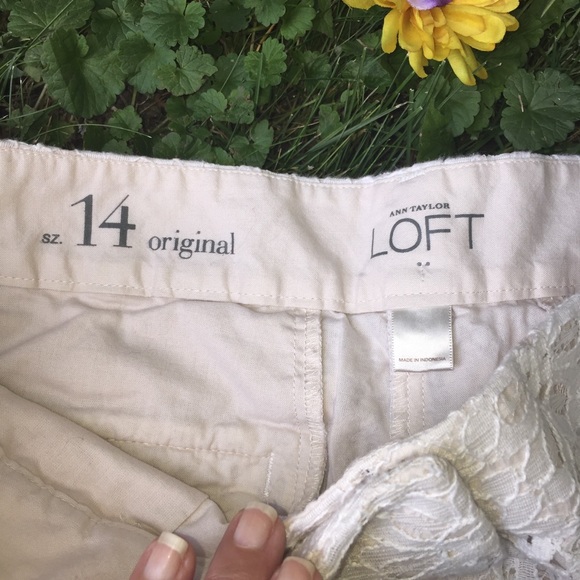 sz. 14 original
ANN TAYLOR
LOFT
MADE IN INDONESIA